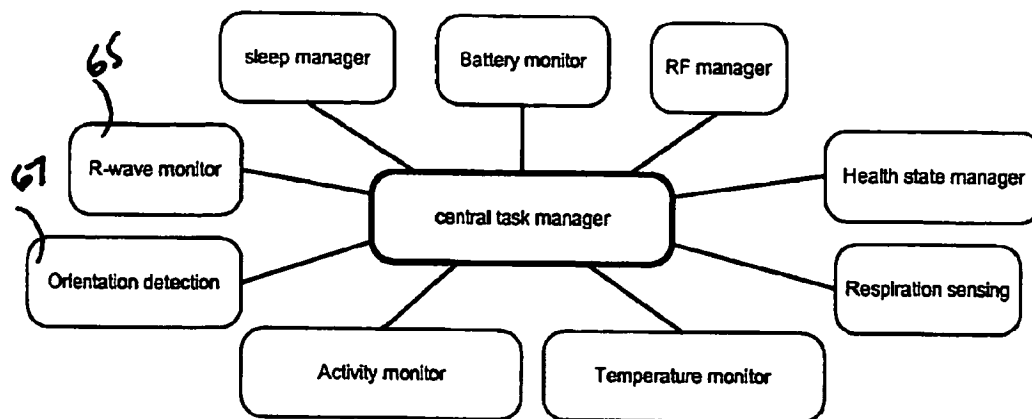 65
sleep manager
Battery monitor
RF manager
R-wave monitor
Health state manager
67
central task manager
Orientation detection
Respiration sensing
Activity monitor
Temperature monitor